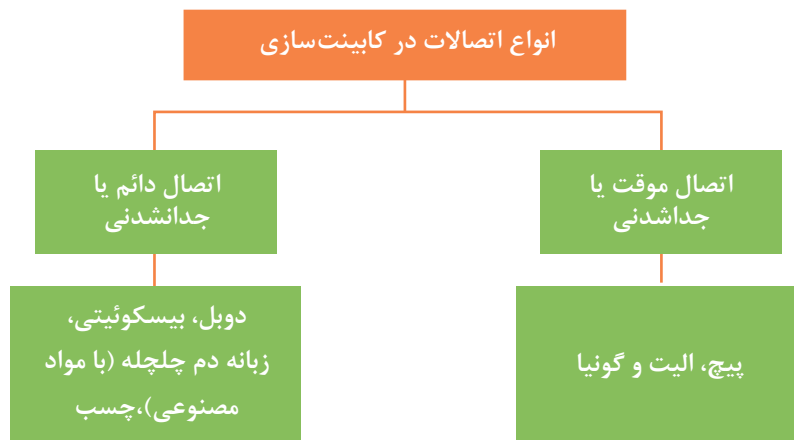 انواع اتصالات در کابینت‌سازی
اتصال موقت یا
جداشدنی
اتصال دائم یا
جدانشدنی
پیچ، الیت و گونیا
دوبل، بیسکوئیتی،
زبانه دم چلچله (با مواد
مصنوعی)،چسب